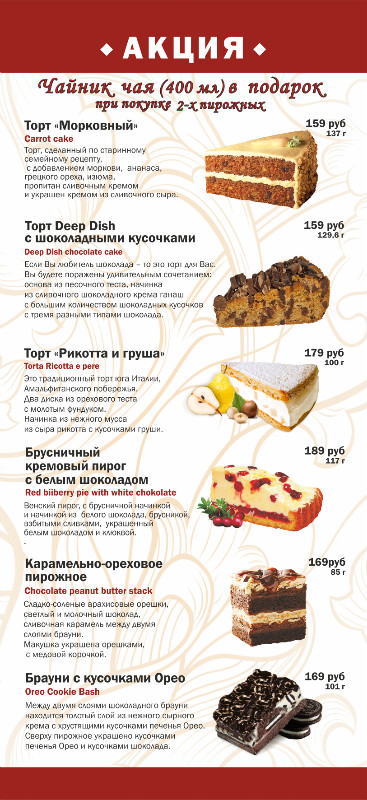 АКЦИЯ
Чайник чая (400 мл) в подарок
при покупке 2-х пирожных
Торт «Морковный»
159 руб
137 г
Carrot cake
Торт, сделанный по старинному
семейному рецепту,
с добавлением моркови, ананаса,
грецкого ореха, изюма,
пропитан сливочным кремом
и украшен кремом из сливочного сыра.
Торт Deep Dish
с шоколадными кусочками
159 руб
129,6 г
Deep Dish chocolate cake
Если Вы любитель шоколада – то это торт для Вас.
Вы будете поражены удивительным сочетанием:
основа из песочного теста, начинка
из сливочного шоколадного крема ганаш
с большим количеством шоколадных кусочков
с тремя разными типами шоколада.
Торт «Рикотта и груша»
179 руб
100 г
Torta Ricotta e pere
Это традиционный торт юга Италии,
Амальфитанского побережья.
Два диска из орехового теста
с молотым фундуком.
Начинка из нежного мусса
из сыра рикотта с кусочками груши.
Брусничный
кремовый пирог
с белым шоколадом
189 руб
117 г
Red biiberry pie with white chokolate
Венский пирог, с брусничной начинкой
и начинкой из белого шоколада, брусникой,
взбитыми сливками, украшенный
белым шоколадом и клюквой.
.
Карамельно-ореховое
пирожное
169руб
85 г
Chocolate peanut butter stack
Сладко-соленые арахисовые орешки,
светлый и молочный шоколад,
сливочная карамель между двумя
слоями брауни.
Макушка украшена орешками,
с медовой корочкой.
Брауни с кусочками Орео
169 руб
101 г
Oreo Cookie Bash
Между двумя слоями шоколадного брауни
находится толстый слой из нежного сырного
крема с хрустящими кусочками печенья Орео.
Сверху пирожное украшено кусочками
печенья Орео и кусочками шоколада.